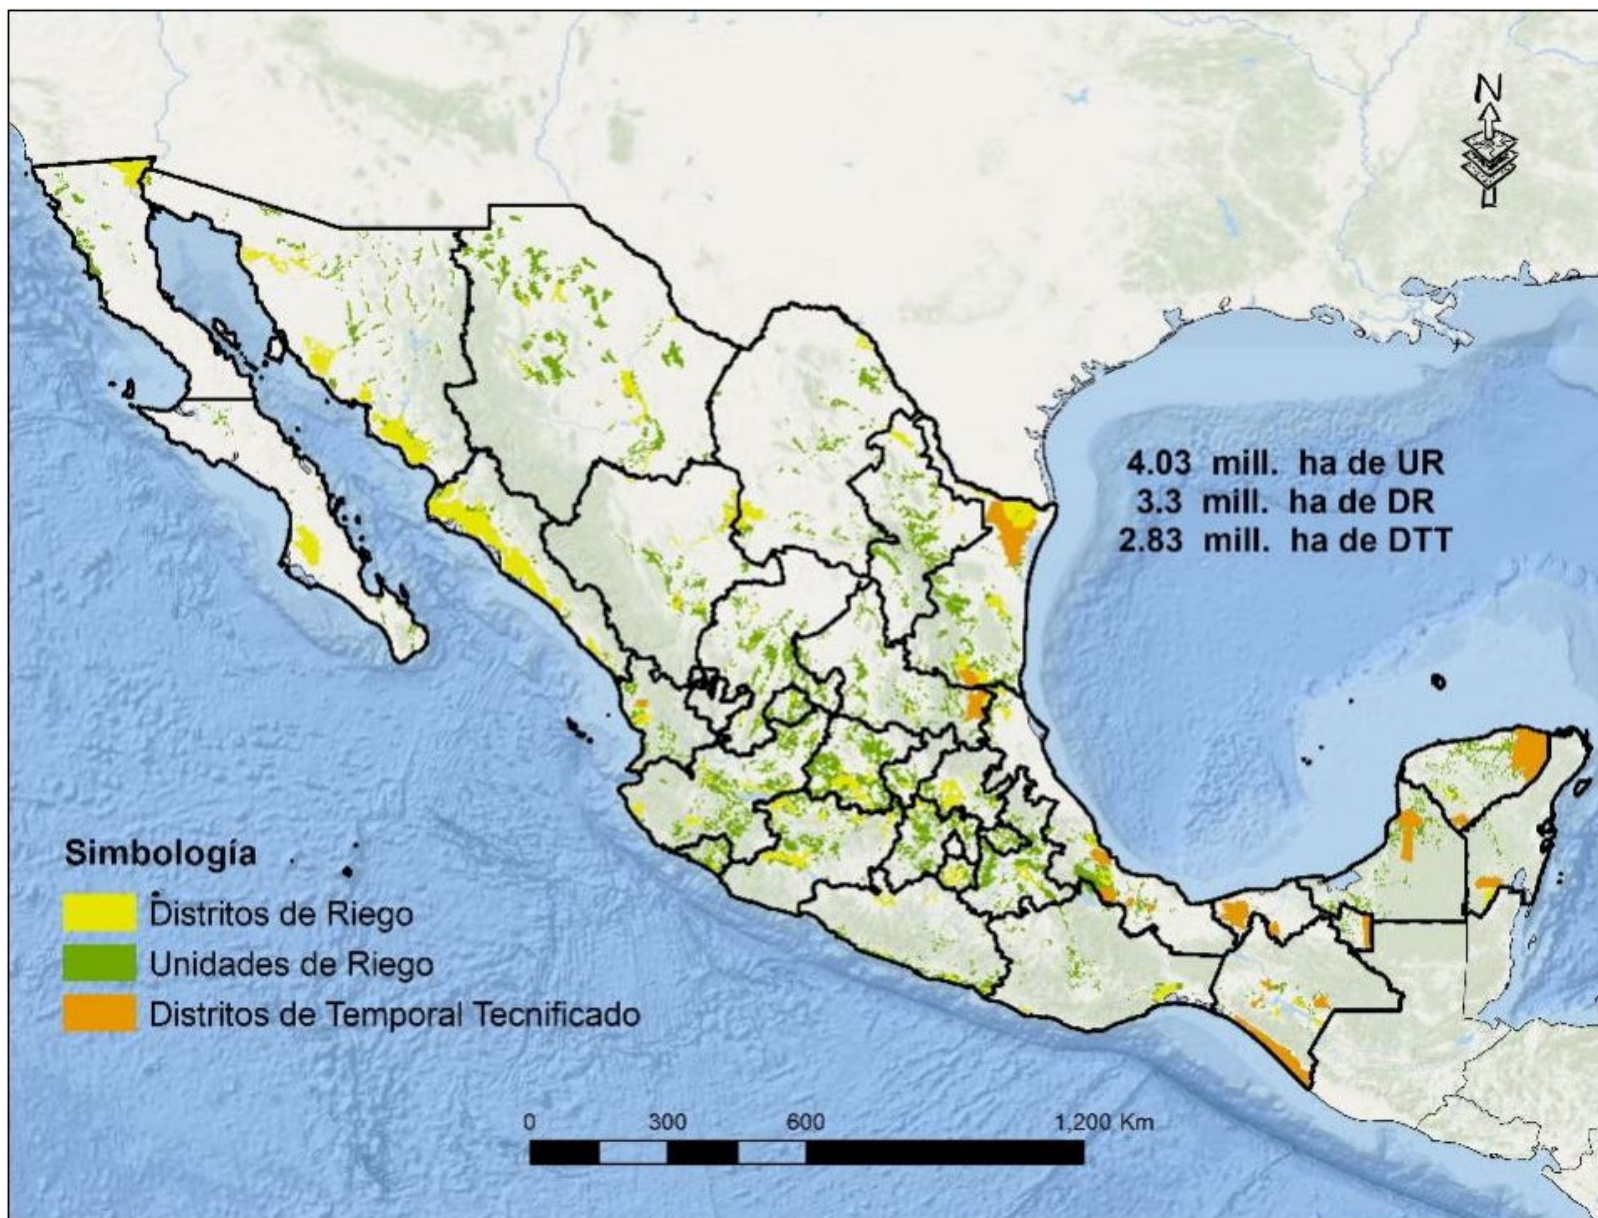 N
4.03 mill. ha de UR
3.3 mill. ha de DR
2.83 mill. ha de DTT
Simbología
Distritos de Riego
Unidades de Riego
Distritos de Temporal Tecnificado
0 300 600 1,200 Km